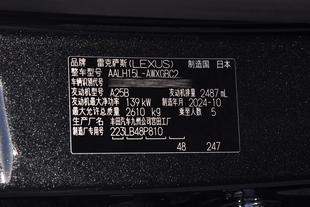 品牌 雷克萨斯(LEXUS) 制造国 日本
整车型号 AALH15L-AWXGBC2
车辆识别代号
发动机型号 A25B 发动机排量 2487 mL
发动机最大净功率 139 kW 制造年月 2024-10
最大允许总质量 2610 kg 乘坐人数 5
生产厂名 丰田汽车九州公司宫田工厂
制造厂专用号 223LB48P810
48 247